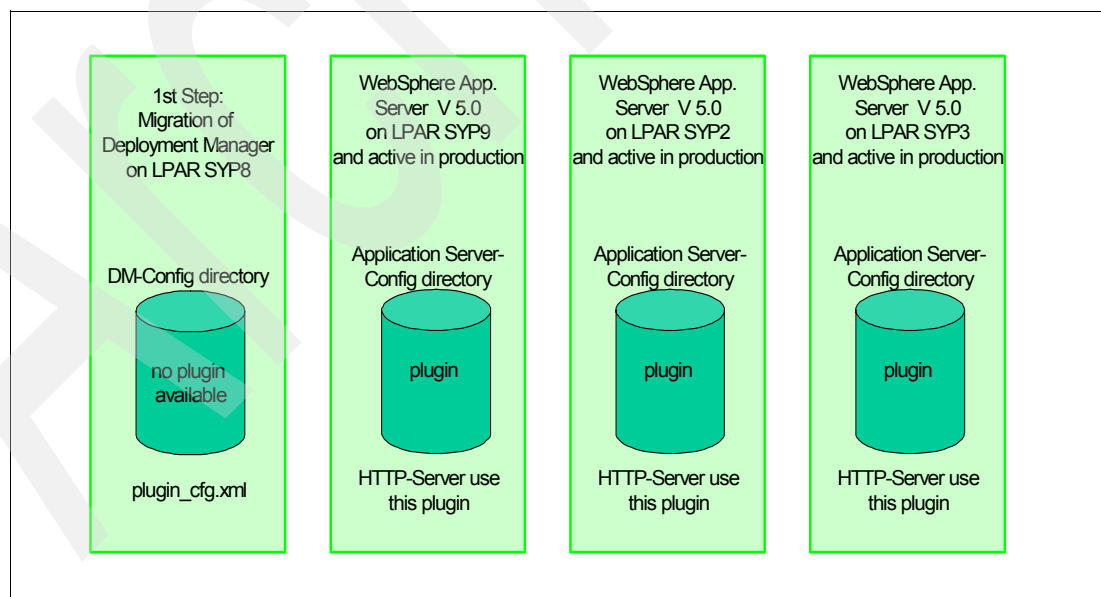 1st Step:
Migration of
Deployment Manager
on LPAR SYP8
DM-Config directory
no plugin
available
plugin_cfg.xml
WebSphere App.
Server V 5.0
on LPAR SYP9
and active in production
Application Server-
Config directory
plugin
HTTP-Server use
this plugin
WebSphere App.
Server V 5.0
on LPAR SYP2
and active in production
Application Server-
Config directory
plugin
HTTP-Server use
this plugin
WebSphere App.
Server V 5.0
on LPAR SYP3
and active in production
Application Server-
Config directory
plugin
HTTP-Server use
this plugin